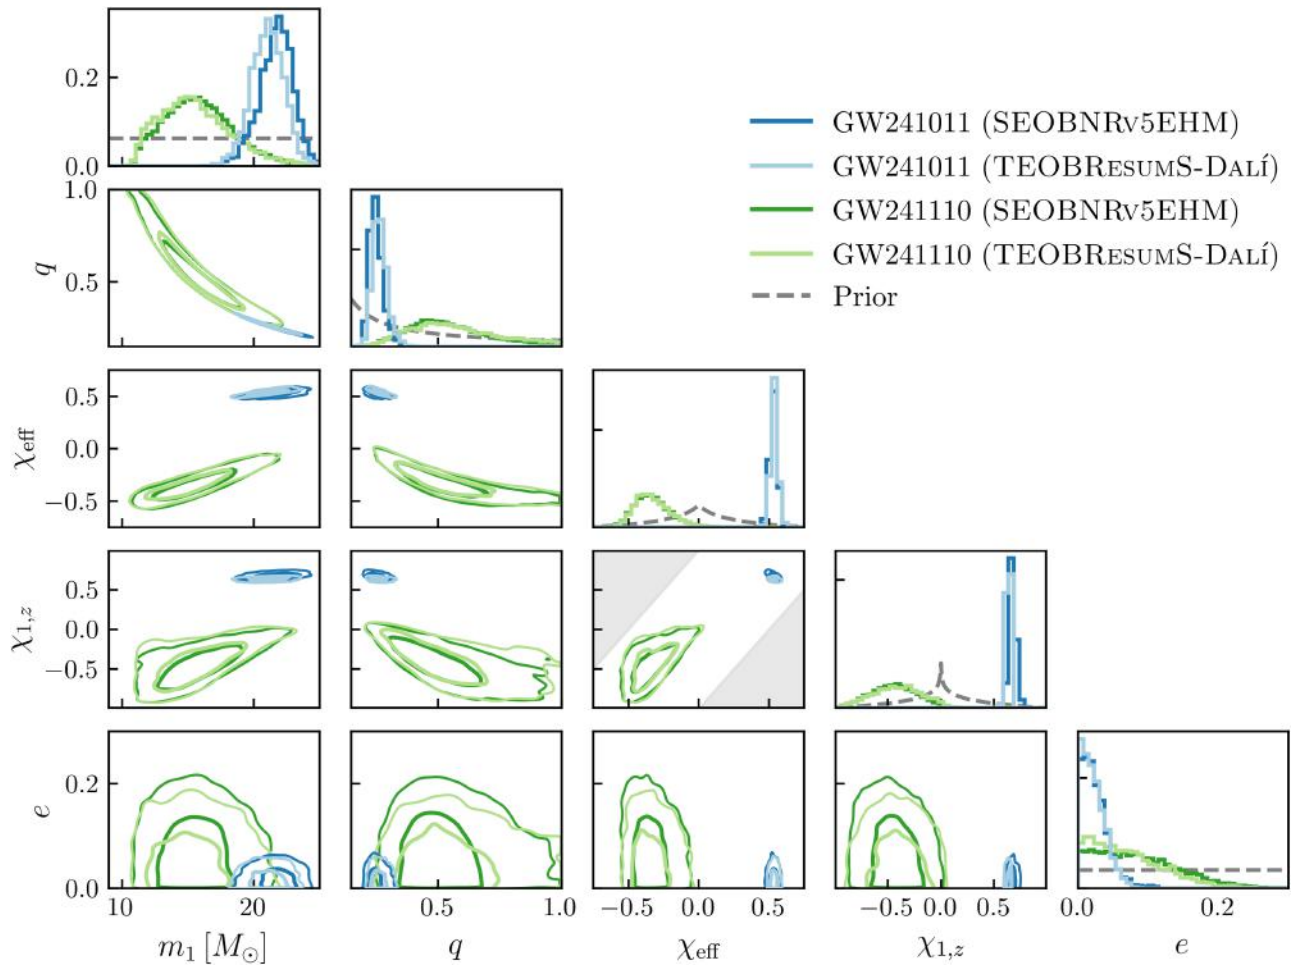 0.2
0.0
GW241011 (SEOBNRv5EHM)
GW241011 (TEOBResumS-Dalí)
GW241110 (SEOBNRv5EHM)
GW241110 (TEOBResumS-Dalí)
Prior
1.0
0.5
q
0.5
0.0
−0.5
χeff
0.5
0.0
−0.5
χ1,z
0.2
0.0
e
10 20
0.5 1.0
−0.5 0.0 0.5
−0.5 0.0 0.5
0.0 0.2
m1 [M⊙]
q
χeff
χ1,z
e